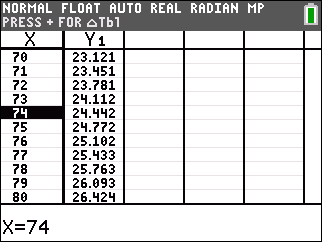 NORMAL FLOAT AUTO REAL RADIAN MP
PRESS + FOR △Tbl
X Y1
70 23.121
71 23.451
72 23.781
73 24.112
74 24.442
75 24.772
76 25.102
77 25.433
78 25.763
79 26.093
80 26.424
X=74